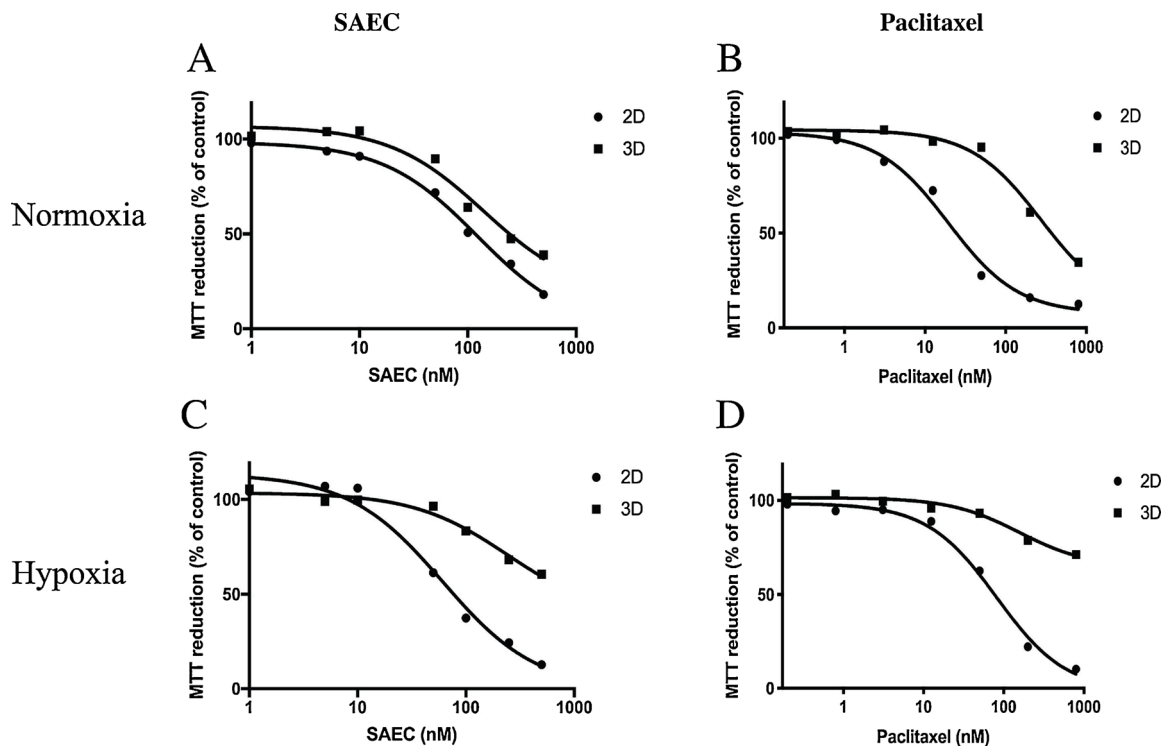 SAEC
Paclitaxel
Normoxia
A
MTT reduction (% of control)
100
50
0
1
10
100
1000
SAEC (nM)
2D
3D
B
MTT reduction (% of control)
100
50
0
1
10
100
1000
Paclitaxel (nM)
2D
3D
Hypoxia
C
MTT reduction (% of control)
100
50
0
1
10
100
1000
SAEC (nM)
2D
3D
D
MTT reduction (% of control)
100
50
0
1
10
100
1000
Paclitaxel (nM)
2D
3D